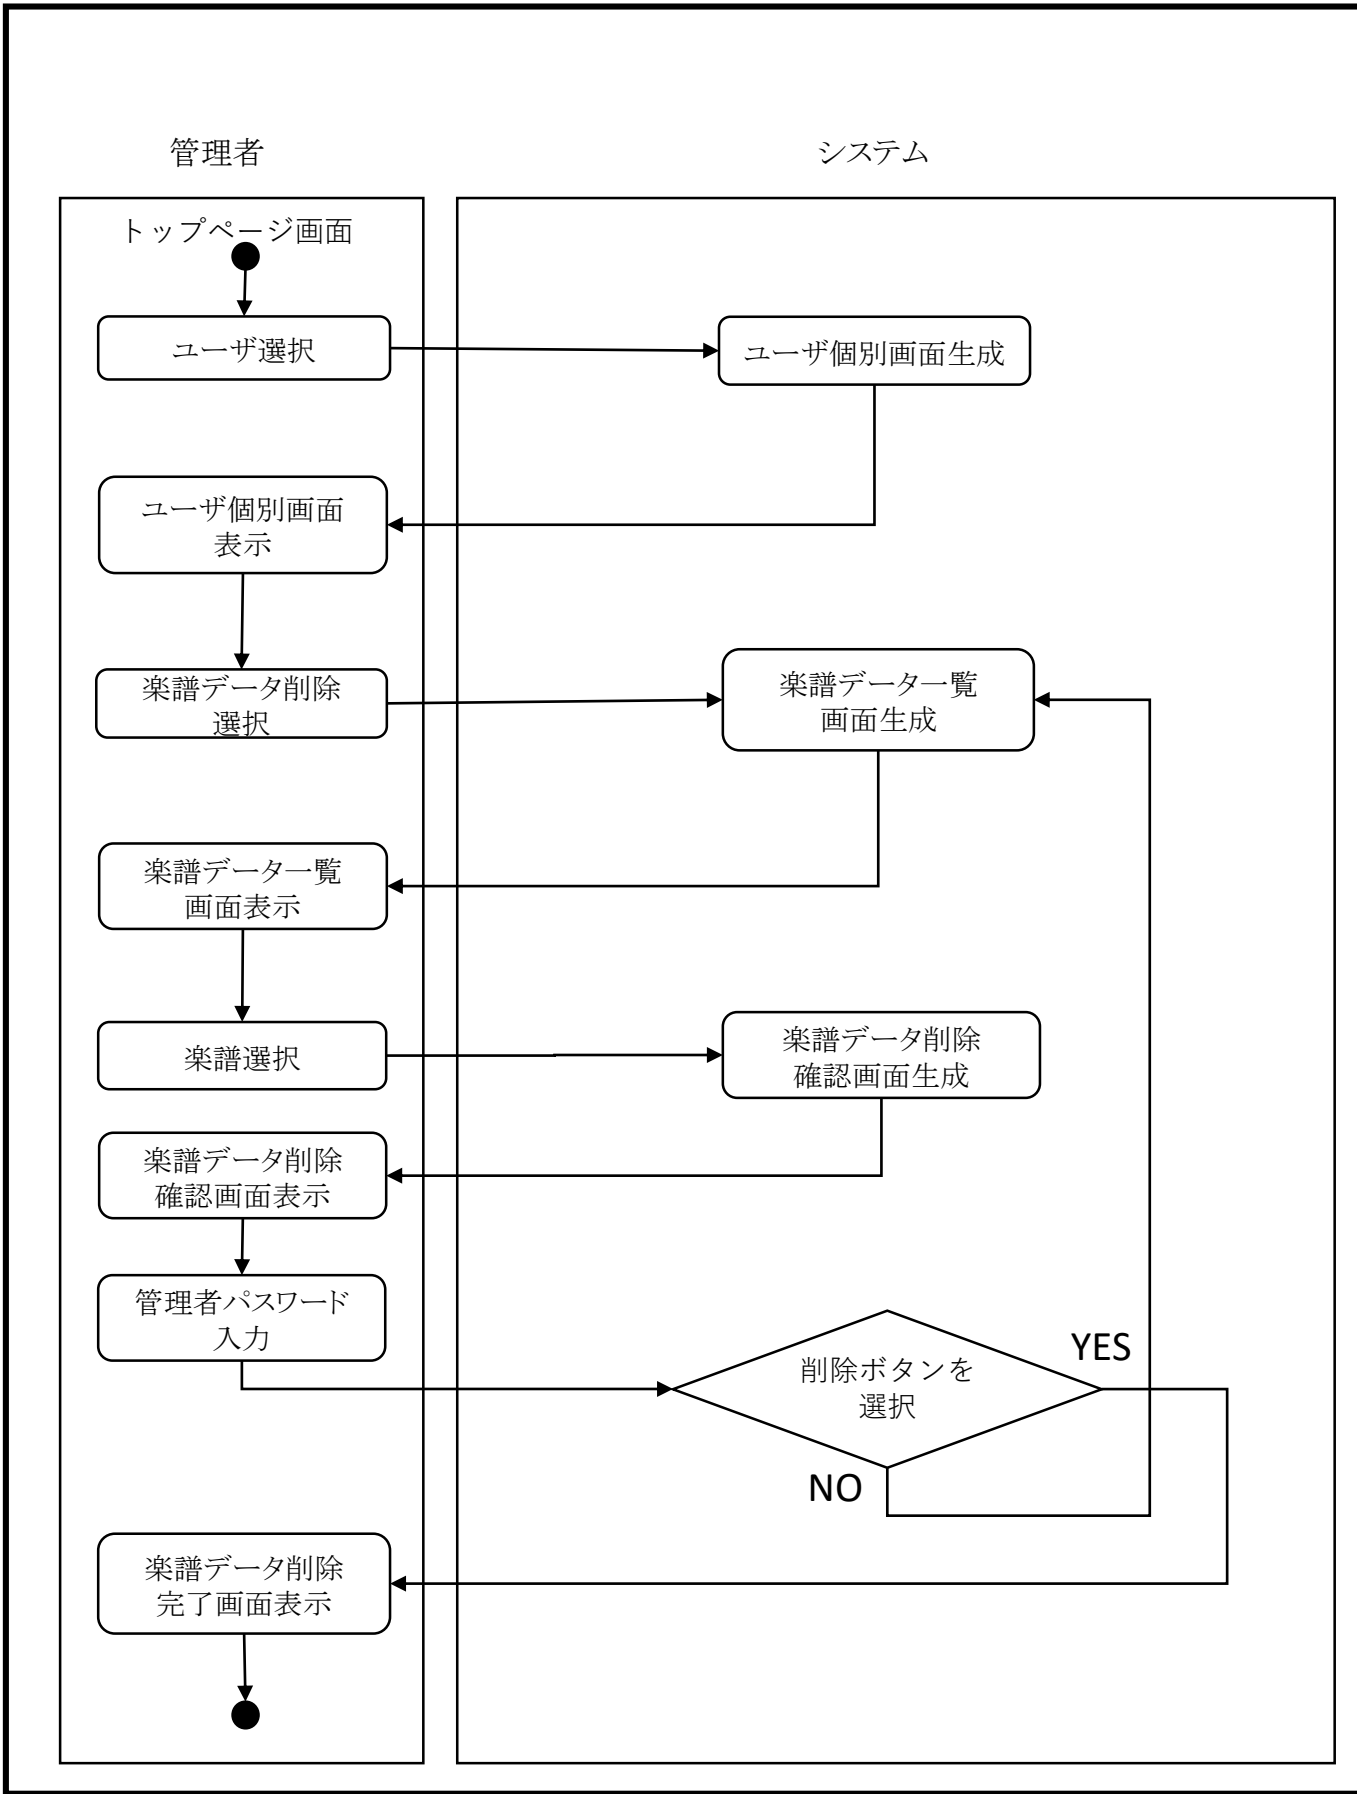 管理者
システム
トップページ画面
ユーザ選択
ユーザ個別画面生成
ユーザ個別画面
表示
楽譜データ削除
選択
楽譜データ一覧
画面生成
楽譜データ一覧
画面表示
楽譜選択
楽譜データ削除
確認画面生成
楽譜データ削除
確認画面表示
管理者パスワード
入力
削除ボタンを
選択
YES
NO
楽譜データ削除
完了画面表示